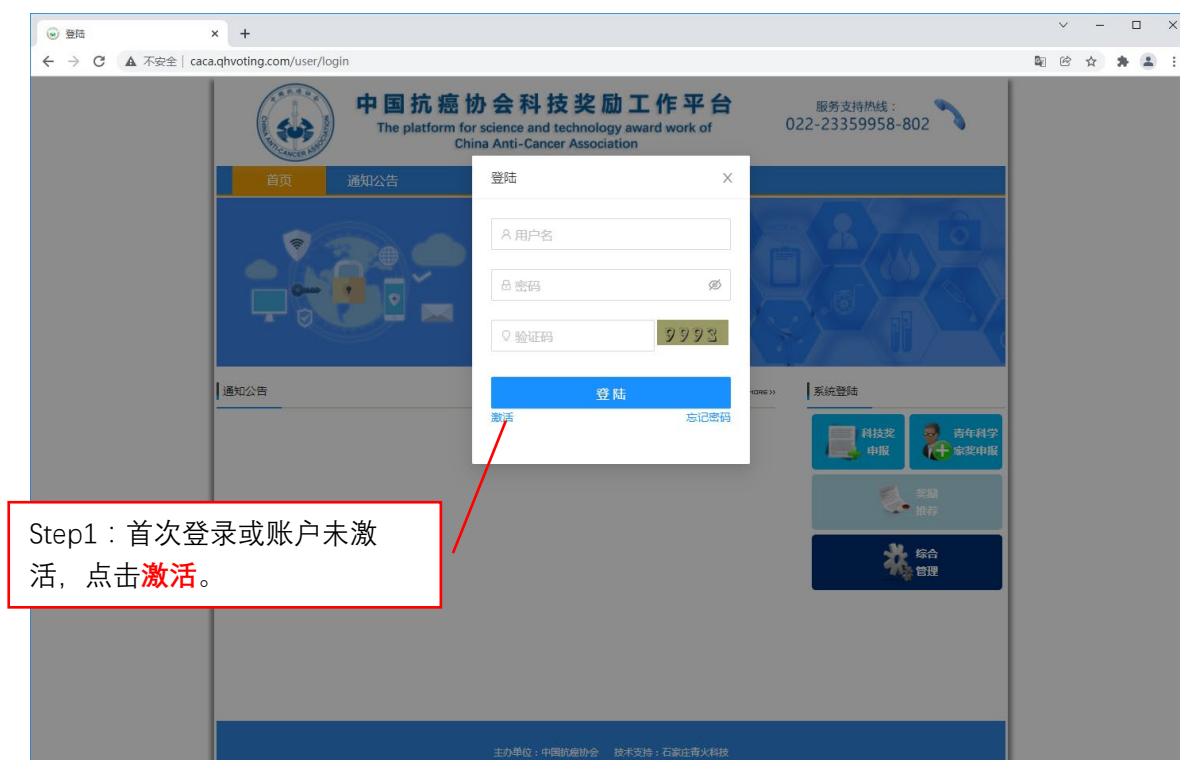 登陆
不安全 | caca.qhvoting.com/user/login
中国抗癌协会科技奖励工作平台
The platform for science and technology award work of
China Anti-Cancer Association
服务支持热线：
022-23359958-802
CHINA ANTI-CANCER ASSOCIATION
首页
通知公告
登陆
用户名
密码
验证码
9993
登 陆
激活
忘记密码
通知公告
MORE >>
系统登陆
科技奖
申报
青年科学
家奖申报
奖励
推荐
综合
管理
Step1：首次登录或账户未激
活，点击激活。
主办单位：中国抗癌协会 技术支持：石家庄青火科技